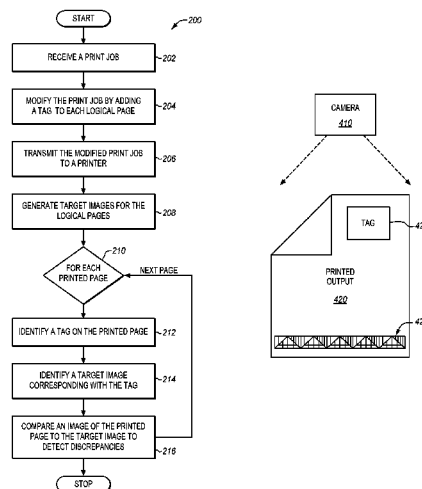 START
200
RECEIVE A PRINT JOB
202
MODIFY THE PRINT JOB BY ADDING
A TAG TO EACH LOGICAL PAGE
204
TRANSMIT THE MODIFIED PRINT JOB
TO A PRINTER
206
GENERATE TARGET IMAGES FOR THE
LOGICAL PAGES
208
210
FOR EACH
PRINTED PAGE
NEXT PAGE
IDENTIFY A TAG ON THE PRINTED PAGE
212
IDENTIFY A TARGET IMAGE
CORRESPONDING WITH THE TAG
214
COMPARE AN IMAGE OF THE PRINTED
PAGE TO THE TARGET IMAGE TO
DETECT DISCREPANCIES
216
STOP
CAMERA
410
TAG
PRINTED
OUTPUT
420